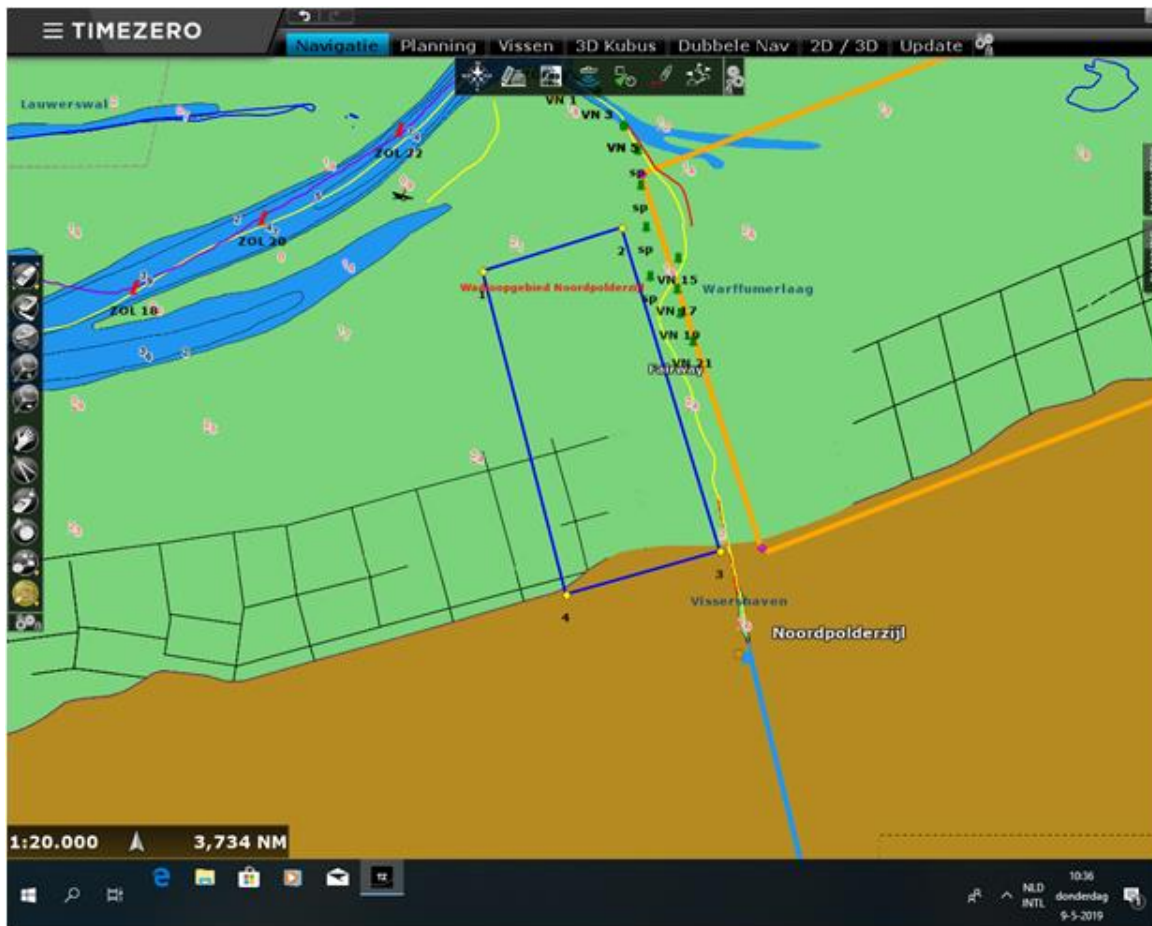 TIMEZERO
Navigatie Planning Vissen 3D Kubus Dubbele Nav 2D / 3D Update
Lauwerswal
VN 1
VN 3
VN 5
ZOL 22
sp
sp
ZOL 20
sp
2
Wadloopgebied Noordpolderzijl
1
VN 15
Warffumerlaag
sp
ZOL 18
VN 17
VN 19
VN 21
Fairway
3
4
Vissershaven
Noordpolderzijl
1:20.000 3,734 NM
NLD
INTL
10:36
donderdag
9-5-2019